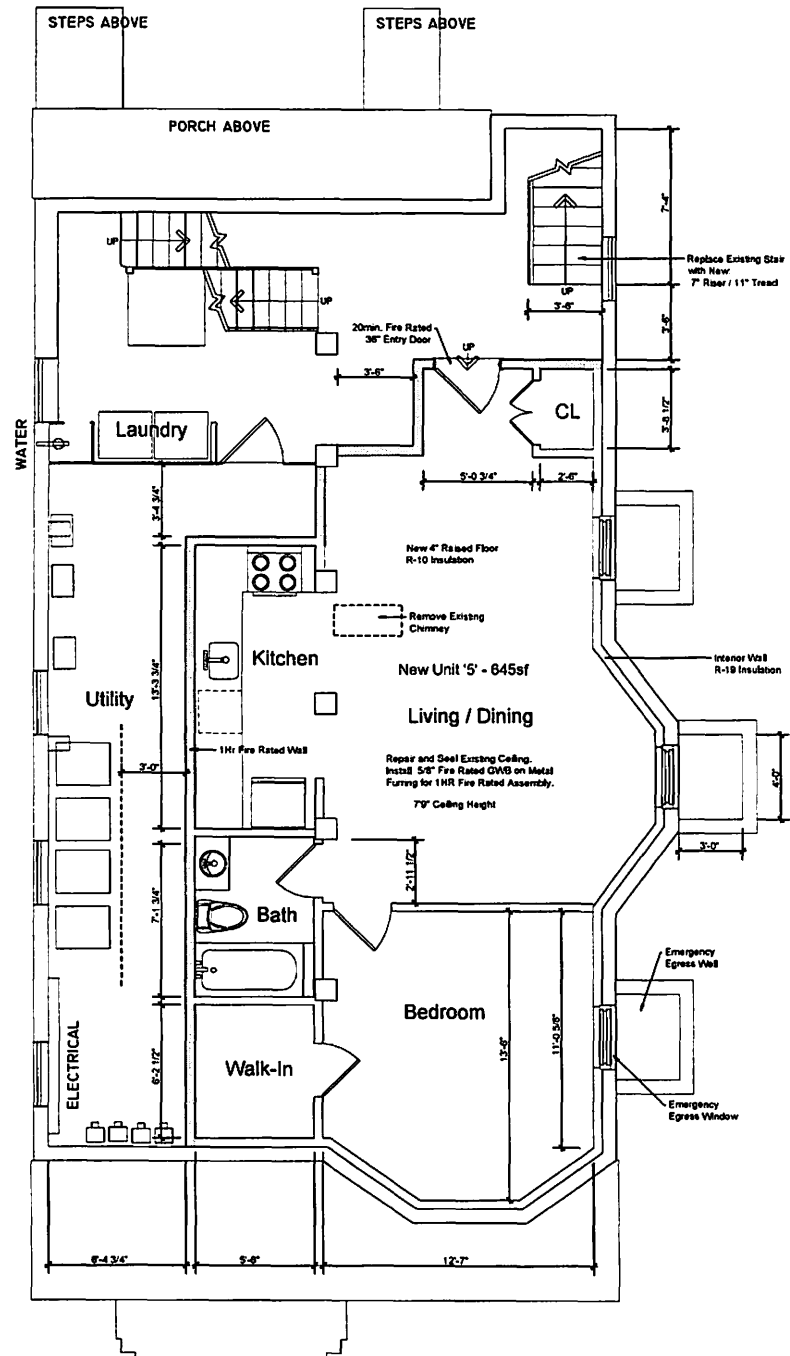 STEPS ABOVE
STEPS ABOVE
PORCH ABOVE
UP
UP
UP
7'-4"
Replace Existing Stair
with New:
7" Riser / 11" Tread
3'-6"
3'-6"
20min. Fire Rated
36" Entry Door
UP
3'-6"
CL
3'-8 1/2"
WATER
Laundry
5'-0 3/4"
2'-6"
3'-4 3/4"
New 4" Raised Floor
R-10 Insulation
Remove Existing
Chimney
Kitchen
New Unit '5' - 645sf
Interior Wall
R-19 Insulation
13'-3 3/4"
Utility
Living / Dining
1Hr Fire Rated Wall
3'-0"
Repair and Seal Existing Ceiling.
Install 5/8" Fire Rated GWB on Metal
Furring for 1HR Fire Rated Assembly.
7'9" Ceiling Height
4'-0"
3'-0"
2'-11 1/2"
7'-1 3/4"
Bath
Emergency
Egress Well
Bedroom
13'-6"
11'-0 5/8"
ELECTRICAL
6'-2 1/2"
Walk-In
Emergency
Egress Window
6'-4 3/4"
12'-7"